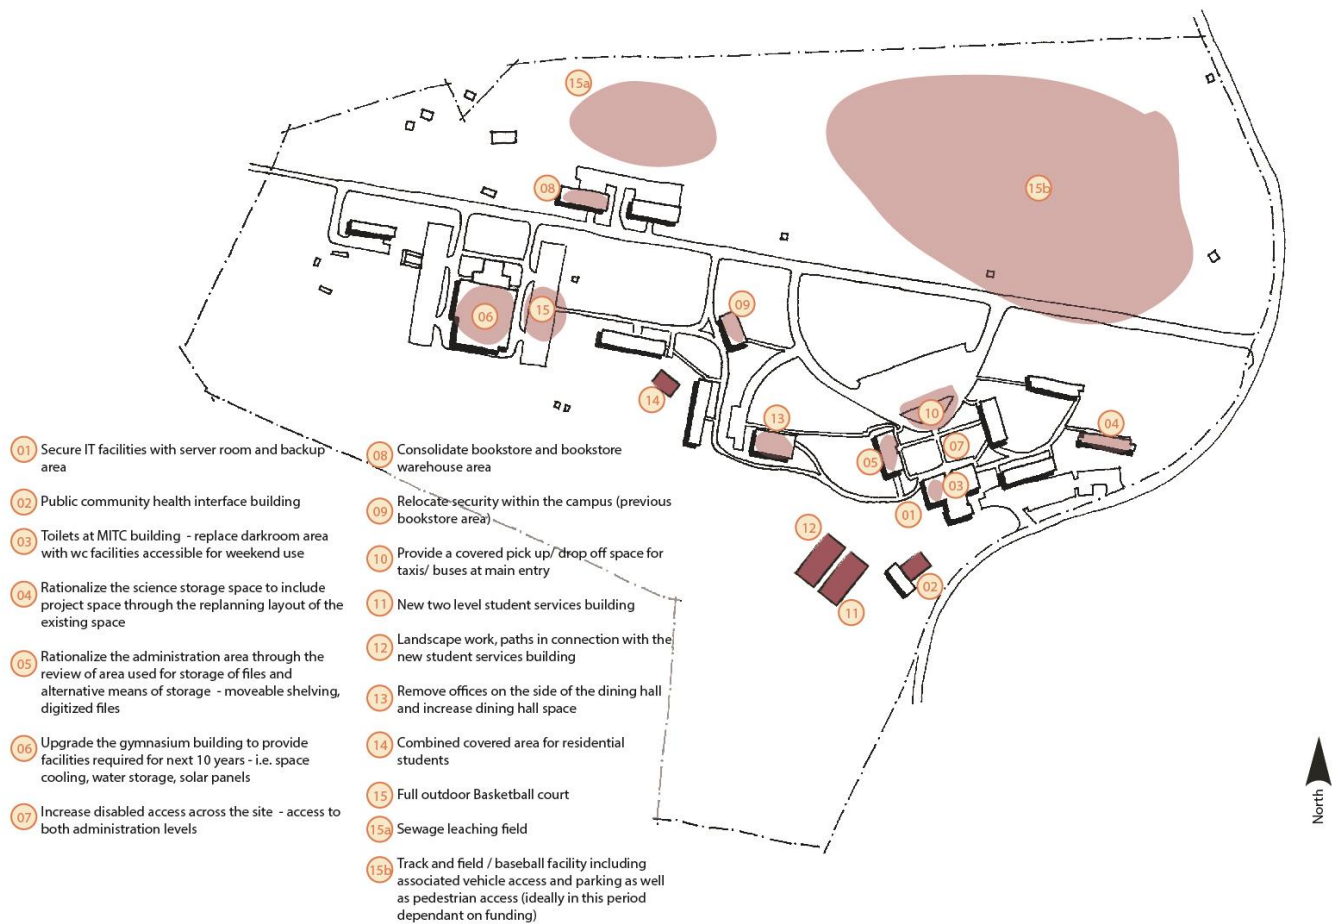 15a
15b
08
09
06
15
14
13
10
04
07
05
03
01
12
02
11
01 Secure IT facilities with server room and backup
area
02 Public community health interface building
03 Toilets at MITC building - replace darkroom area
with wc facilities accessible for weekend use
04 Rationalize the science storage space to include
project space through the replanning layout of the
existing space
05 Rationalize the administration area through the
review of area used for storage of files and
alternative means of storage - moveable shelving,
digitized files
06 Upgrade the gymnasium building to provide
facilities required for next 10 years - i.e. space
cooling, water storage, solar panels
07 Increase disabled access across the site - access to
both administration levels
08 Consolidate bookstore and bookstore
warehouse area
09 Relocate security within the campus (previous
bookstore area)
10 Provide a covered pick up/ drop off space for
taxis/ buses at main entry
11 New two level student services building
12 Landscape work, paths in connection with the
new student services building
13 Remove offices on the side of the dining hall
and increase dining hall space
14 Combined covered area for residential
students
15 Full outdoor Basketball court
15a Sewage leaching field
15b Track and field / baseball facility including
associated vehicle access and parking as well
as pedestrian access (ideally in this period
dependant on funding)
North